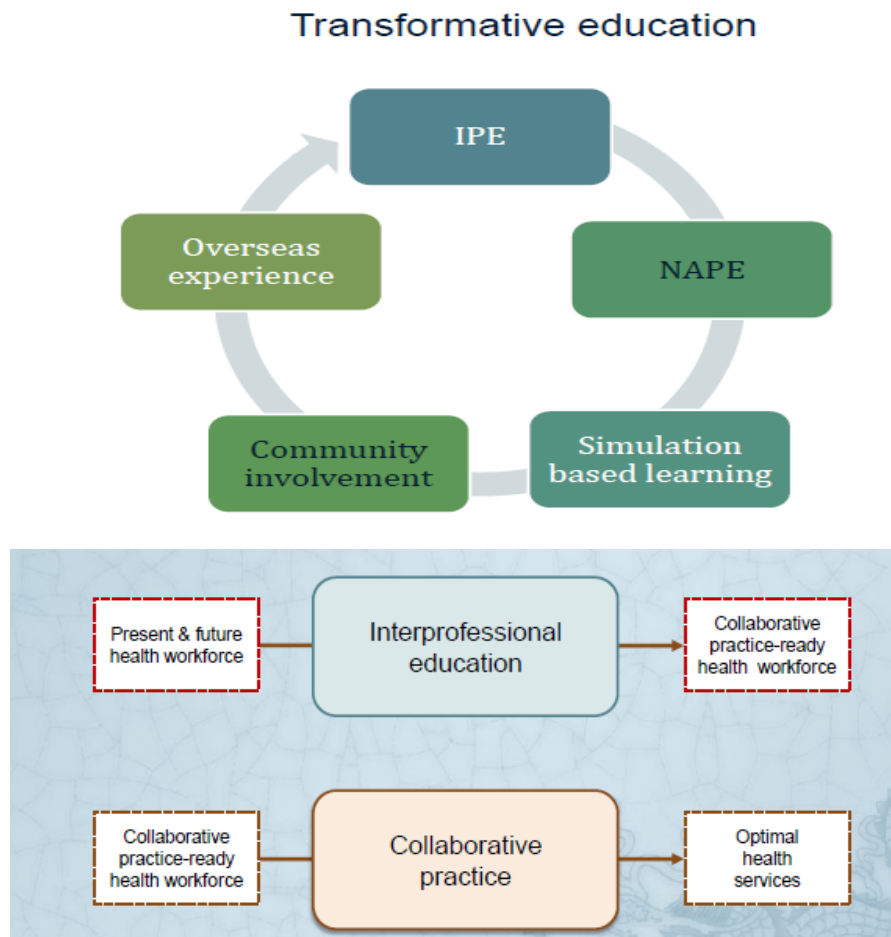 Transformative education
IPE
NAPE
Simulation
based learning
Community
involvement
Overseas
experience
Present & future
health workforce
Interprofessional
education
Collaborative
practice-ready
health workforce
Collaborative
practice-ready
health workforce
Collaborative
practice
Optimal
health
services